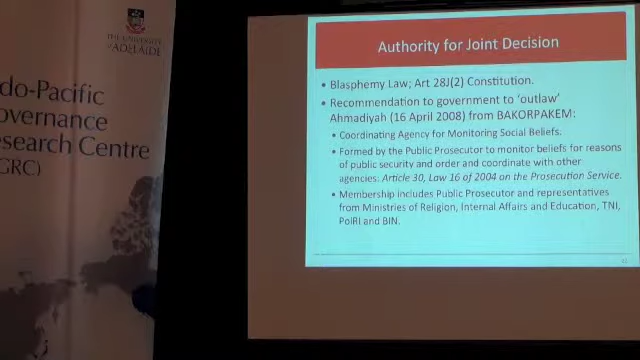 THE UNIVERSITY
of ADELAIDE
do-Pacific
overnance
esearch Centre
GRC)
Authority for Joint Decision
• Blasphemy Law; Art 28J(2) Constitution.
• Recommendation to government to 'outlaw'
Ahmadiyah (16 April 2008) from BAKORPAKEM:
• Coordinating Agency for Monitoring Social Beliefs.
• Formed by the Public Prosecutor to monitor beliefs for reasons
of public security and order and coordinate with other
agencies: Article 30, Law 16 of 2004 on the Prosecution Service.
• Membership includes Public Prosecutor and representatives
from Ministries of Religion, Internal Affairs and Education, TNI,
PolRI and BIN.